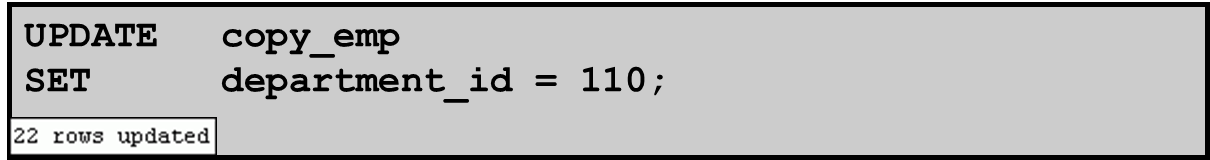 UPDATE copy_emp
SET department_id = 110;
22 rows updated